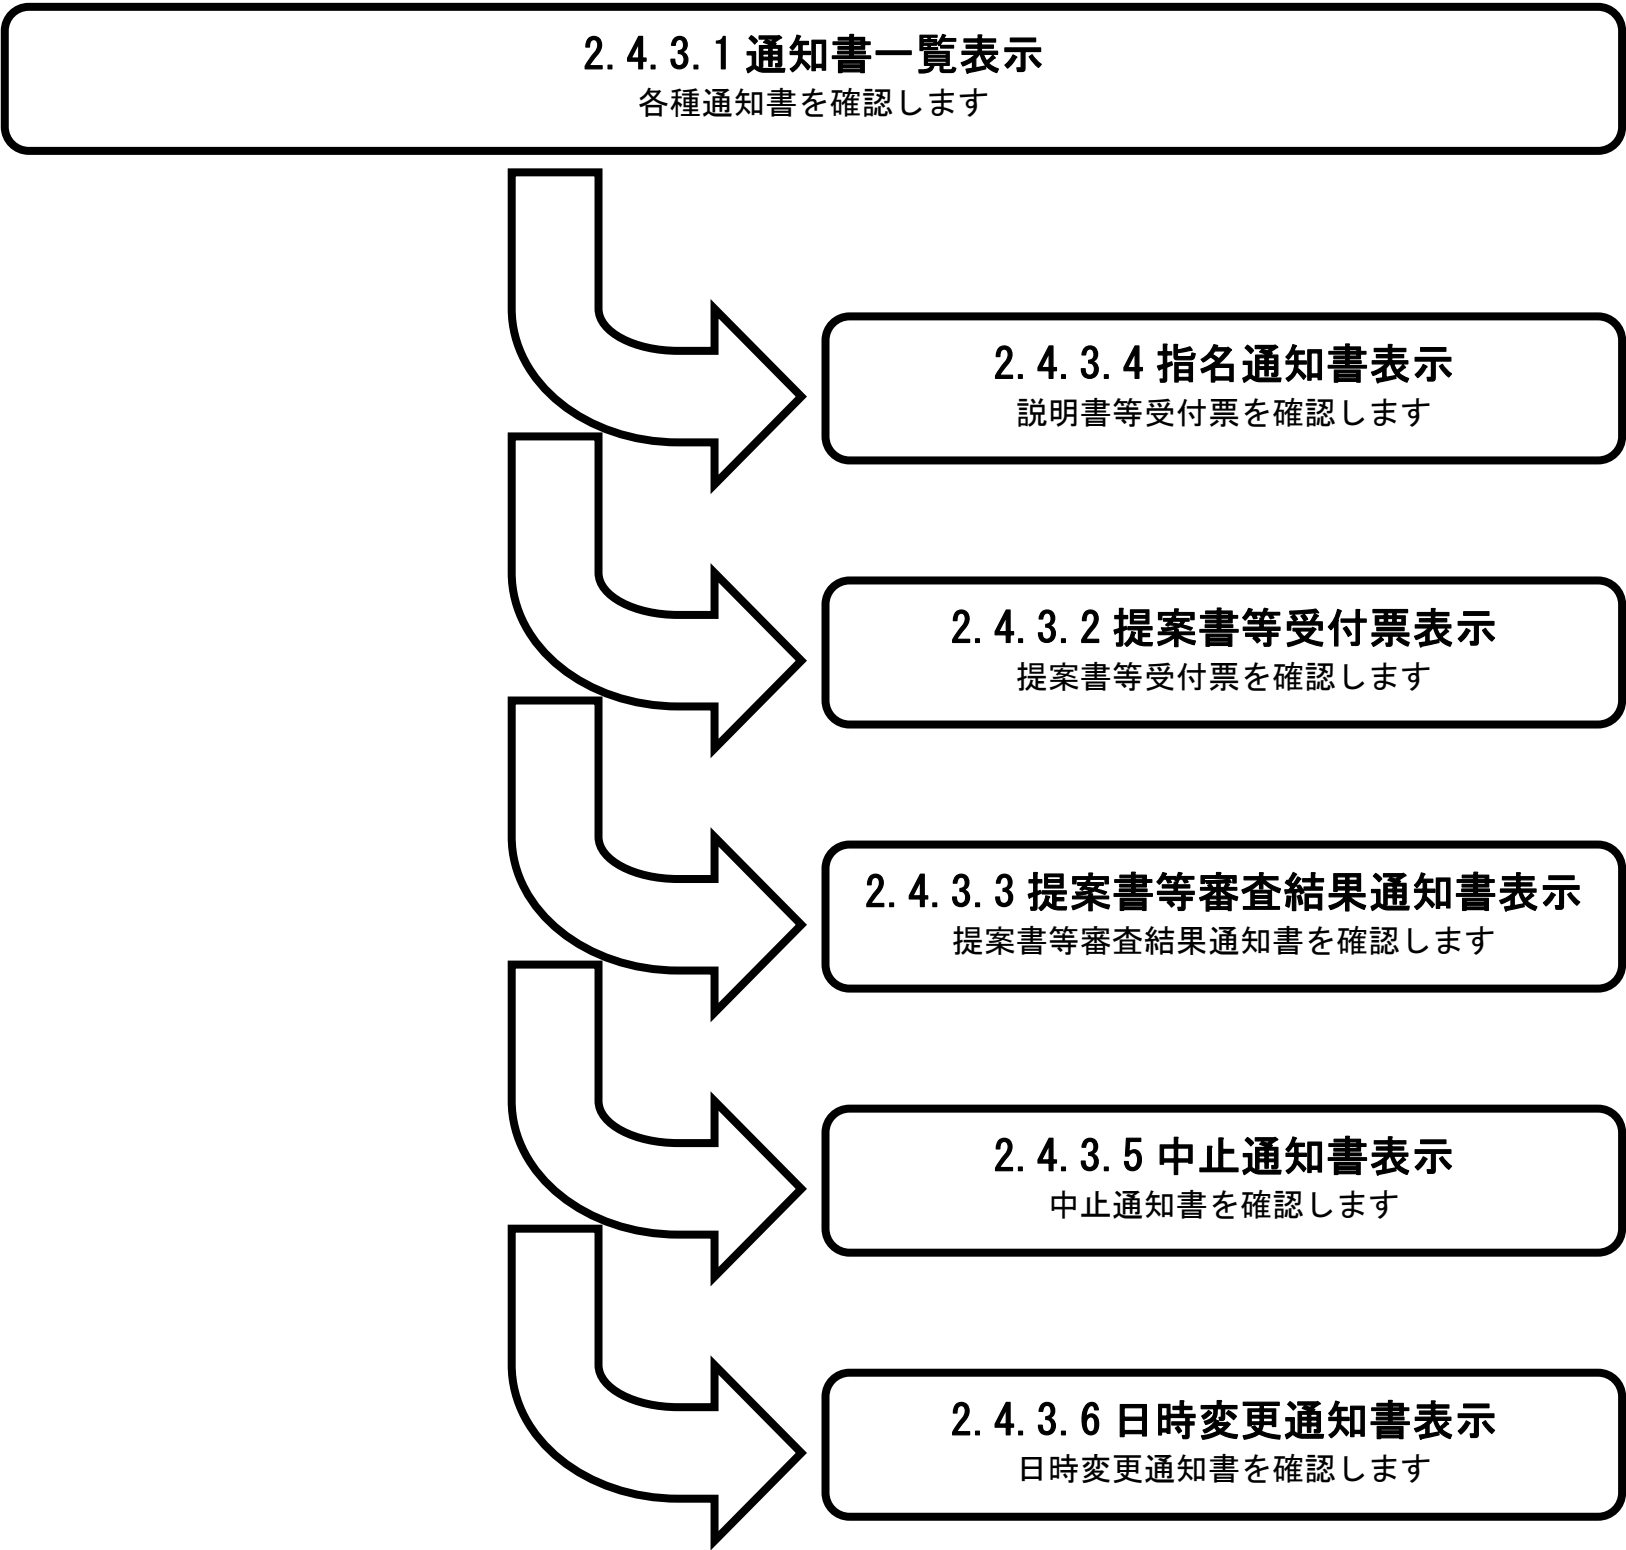 2.4.3.1 通知書一覧表示
各種通知書を確認します
2.4.3.4 指名通知書表示
説明書等受付票を確認します
2.4.3.2 提案書等受付票表示
提案書等受付票を確認します
2.4.3.3 提案書等審査結果通知書表示
提案書等審査結果通知書を確認します
2.4.3.5 中止通知書表示
中止通知書を確認します
2.4.3.6 日時変更通知書表示
日時変更通知書を確認します